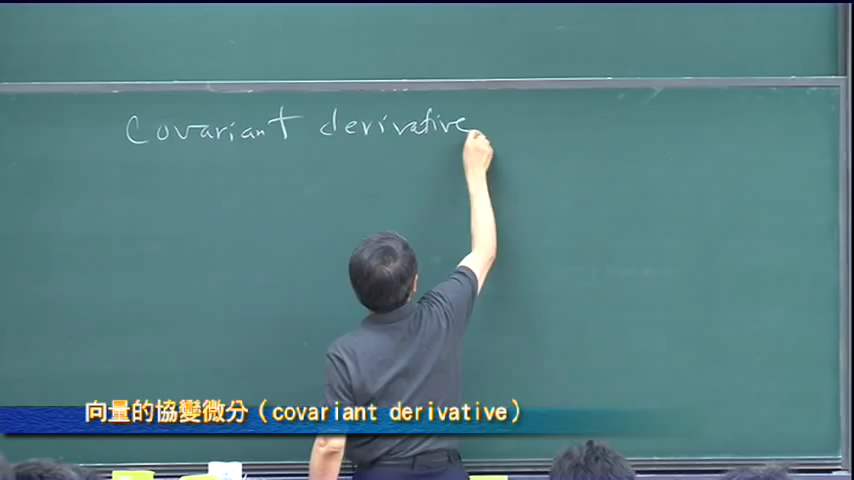 covariant derivative
向量的協變微分（covariant derivative）